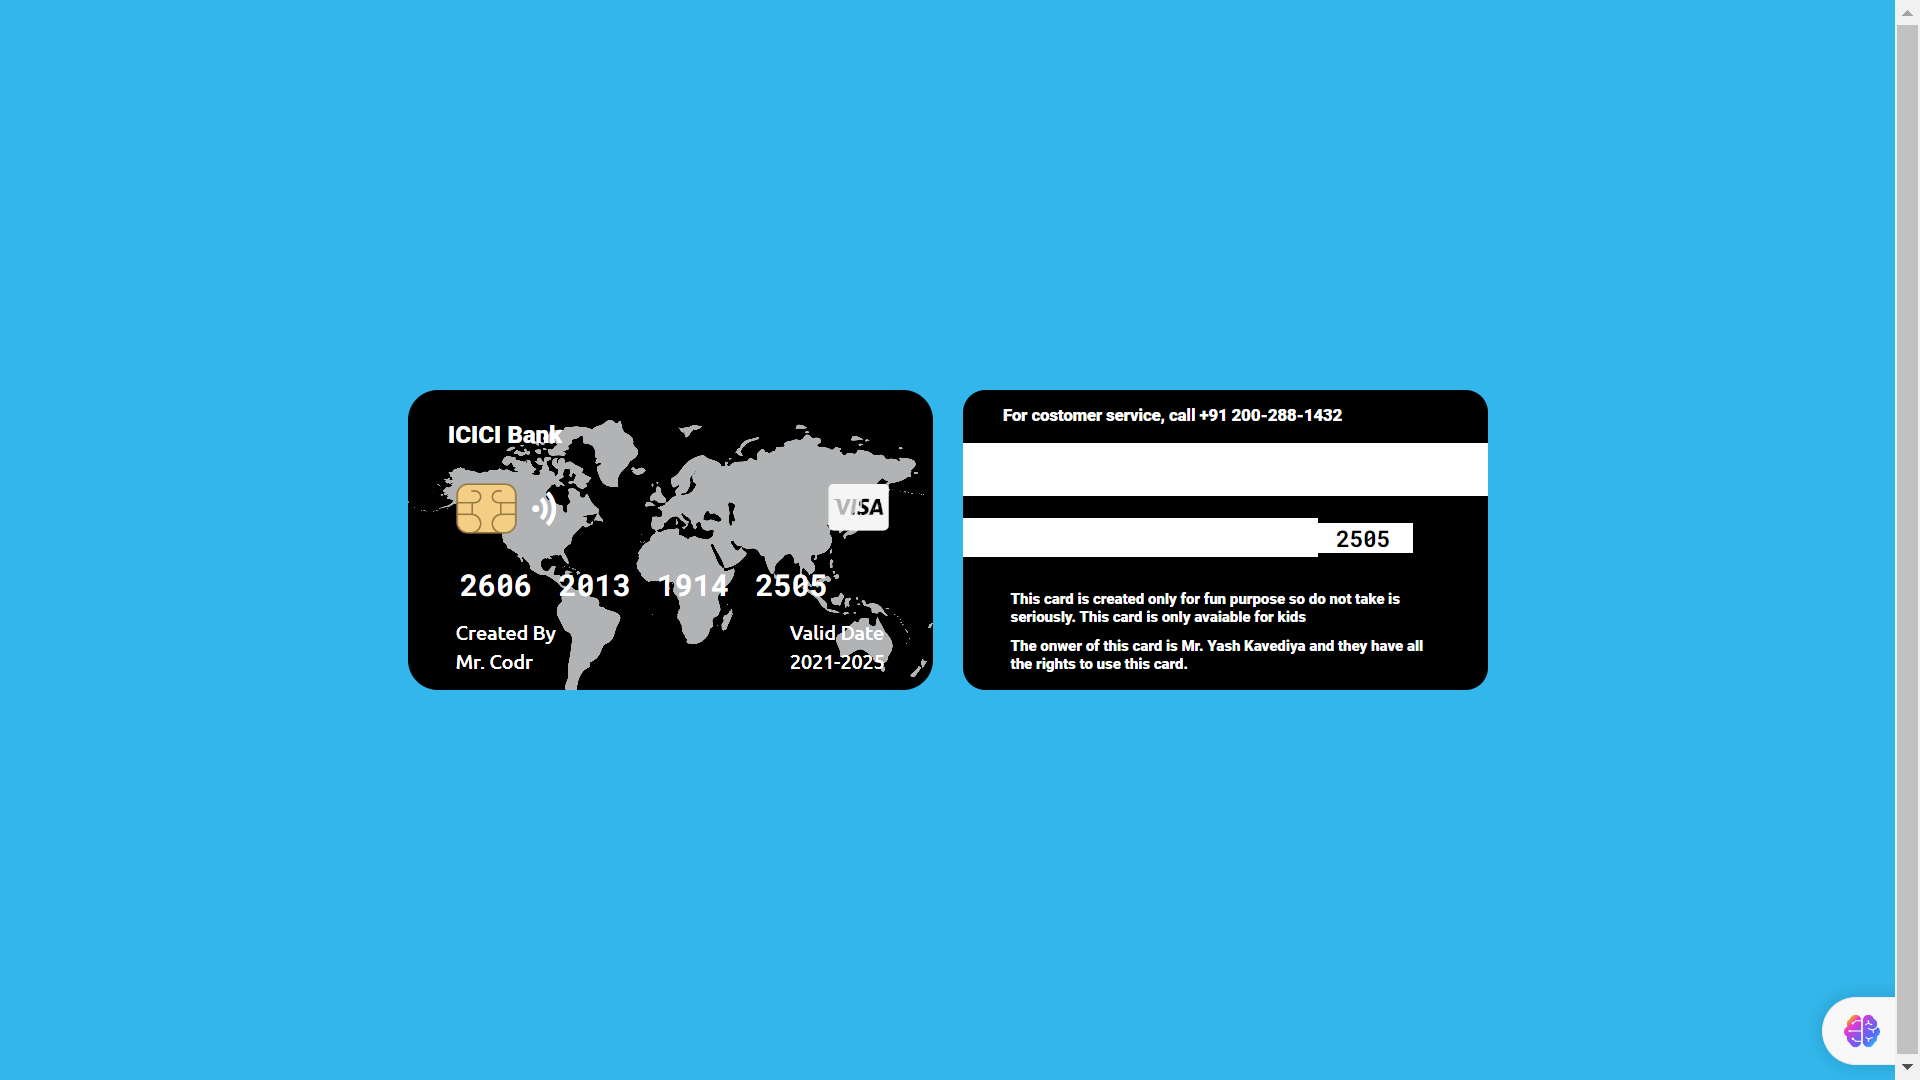 ICICI Bank
VISA
2606 2013 1914 2505
Created By
Mr. Codr
Valid Date
2021-2025
For costomer service, call +91 200-288-1432
2505
This card is created only for fun purpose so do not take is
seriously. This card is only avaiable for kids
The onwer of this card is Mr. Yash Kavediya and they have all
the rights to use this card.